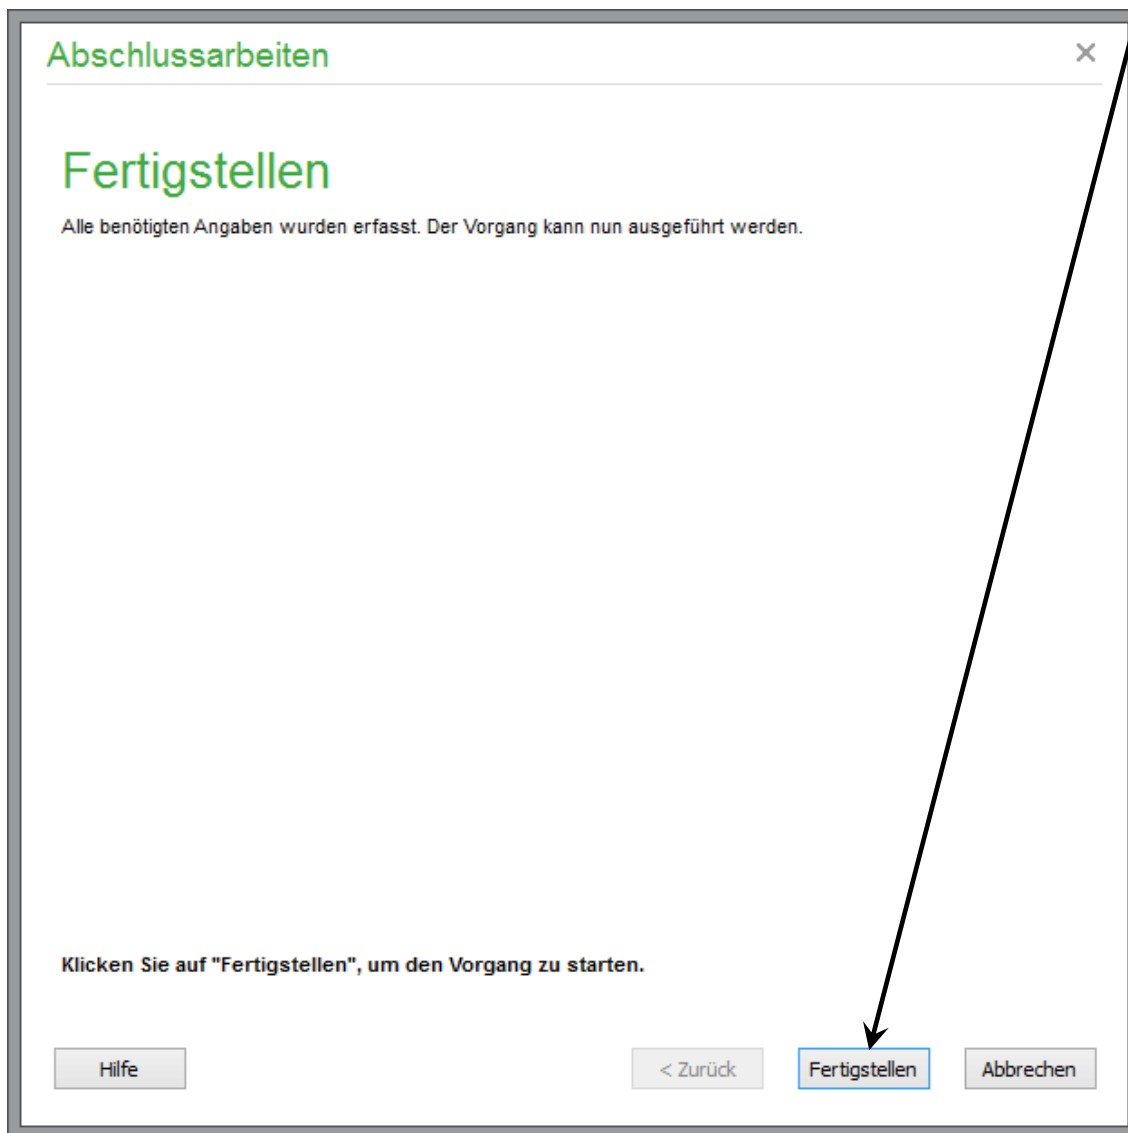 Abschlussarbeiten
Fertigstellen
Alle benötigten Angaben wurden erfasst. Der Vorgang kann nun ausgeführt werden.
Klicken Sie auf "Fertigstellen", um den Vorgang zu starten.
Hilfe
< Zurück
Fertigstellen
Abbrechen